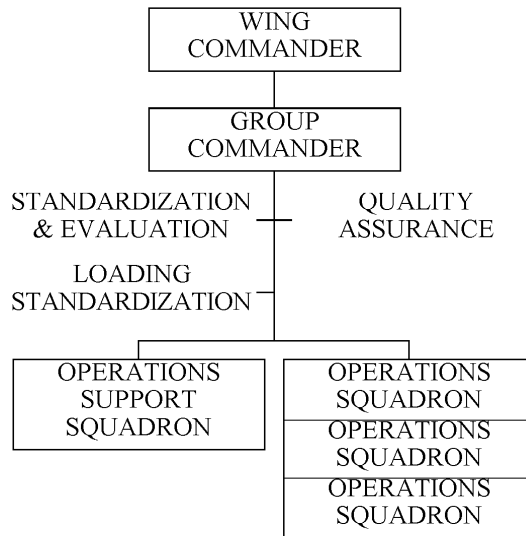 WING
COMMANDER
GROUP
COMMANDER
STANDARDIZATION
& EVALUATION
QUALITY
ASSURANCE
LOADING
STANDARDIZATION
OPERATIONS
SUPPORT
SQUADRON
OPERATIONS
SQUADRON
OPERATIONS
SQUADRON
OPERATIONS
SQUADRON